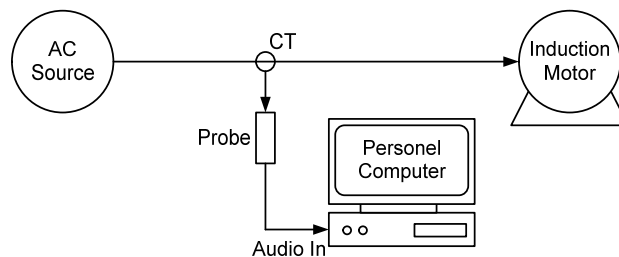 AC
Source
CT
Induction
Motor
Probe
Personel
Computer
Audio In